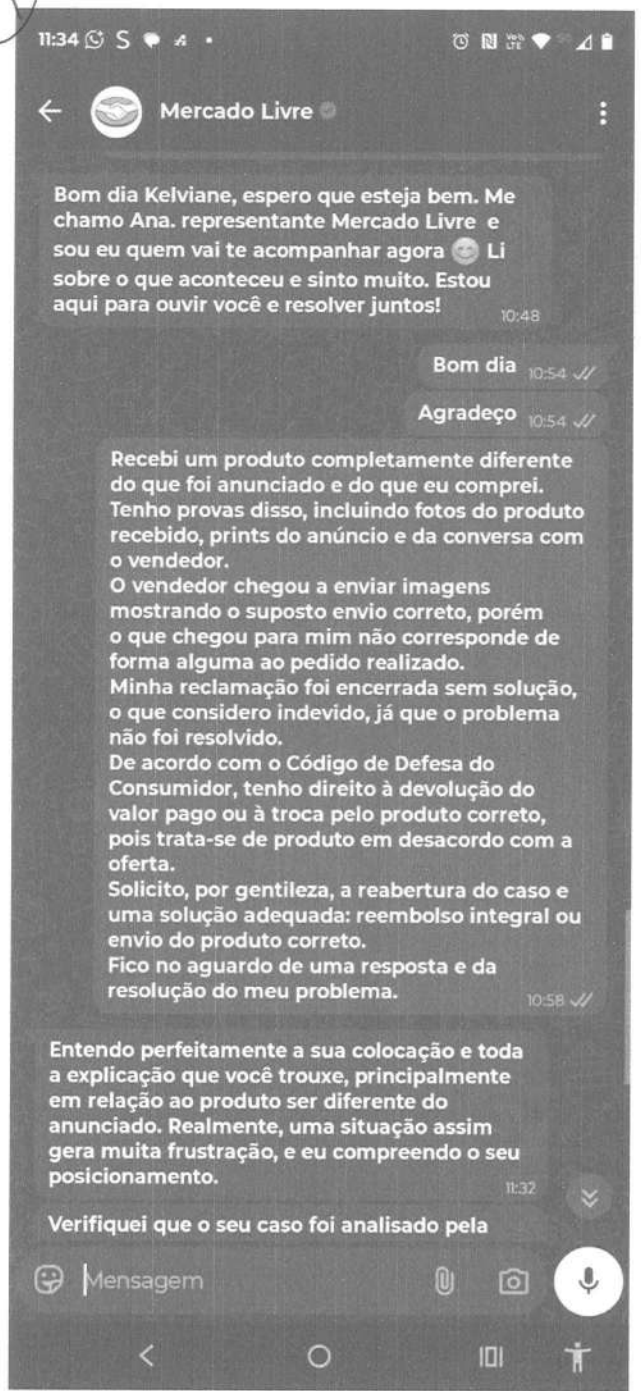 11:34
Mercado Livre
Bom dia Kelviane, espero que esteja bem. Me
chamo Ana. representante Mercado Livre e
sou eu quem vai te acompanhar agora 😊 Li
sobre o que aconteceu e sinto muito. Estou
aqui para ouvir você e resolver juntos!
10:48
Bom dia 10:54
Agradeço 10:54
Recebi um produto completamente diferente
do que foi anunciado e do que eu comprei.
Tenho provas disso, incluindo fotos do produto
recebido, prints do anúncio e da conversa com
o vendedor.
O vendedor chegou a enviar imagens
mostrando o suposto envio correto, porém
o que chegou para mim não corresponde de
forma alguma ao pedido realizado.
Minha reclamação foi encerrada sem solução,
o que considero indevido, já que o problema
não foi resolvido.
De acordo com o Código de Defesa do
Consumidor, tenho direito à devolução do
valor pago ou à troca pelo produto correto,
pois trata-se de produto em desacordo com a
oferta.
Solicito, por gentileza, a reabertura do caso e
uma solução adequada: reembolso integral ou
envio do produto correto.
Fico no aguardo de uma resposta e da
resolução do meu problema.
10:58
Entendo perfeitamente a sua colocação e toda
a explicação que você trouxe, principalmente
em relação ao produto ser diferente do
anunciado. Realmente, uma situação assim
gera muita frustração, e eu compreendo o seu
posicionamento.
11:32
Verifiquei que o seu caso foi analisado pela
Mensagem